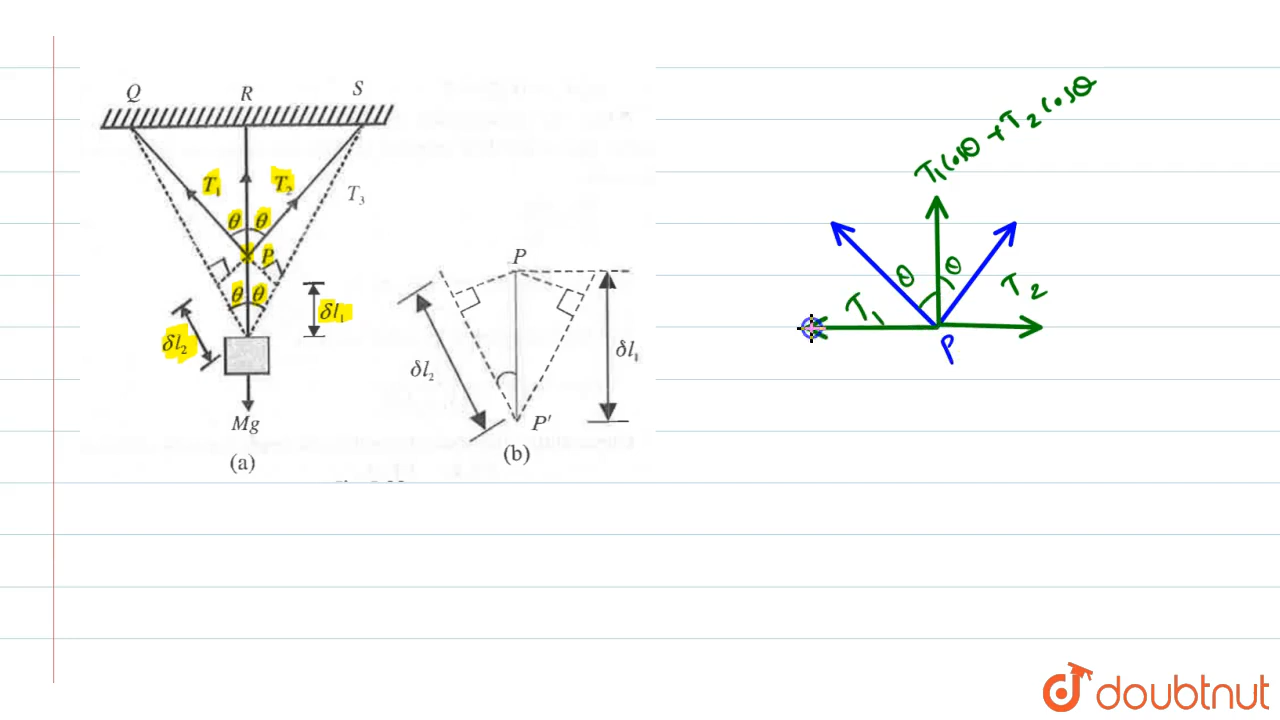 Q R S
T₁ T₂ T₃
θ θ
P
θ θ
δl₁
δl₂
Mg
(a)
P
δl₂
δl₁
P'
(b)
T₁cosθ + T₂cosθ
θ θ
T₁
T₂
P
doubtnut